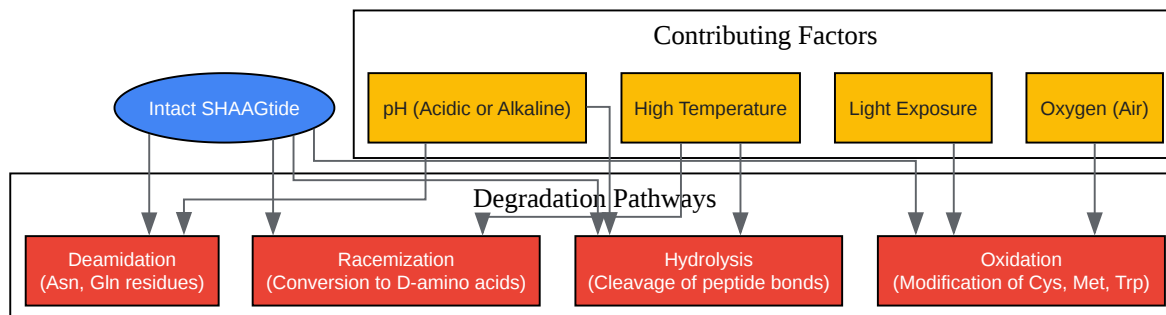 Contributing Factors
Intact SHAAGtide
pH (Acidic or Alkaline)
High Temperature
Light Exposure
Oxygen (Air)
Degradation Pathways
Deamidation
(Asn, Gln residues)
Racemization
(Conversion to D-amino acids)
Hydrolysis
(Cleavage of peptide bonds)
Oxidation
(Modification of Cys, Met, Trp)